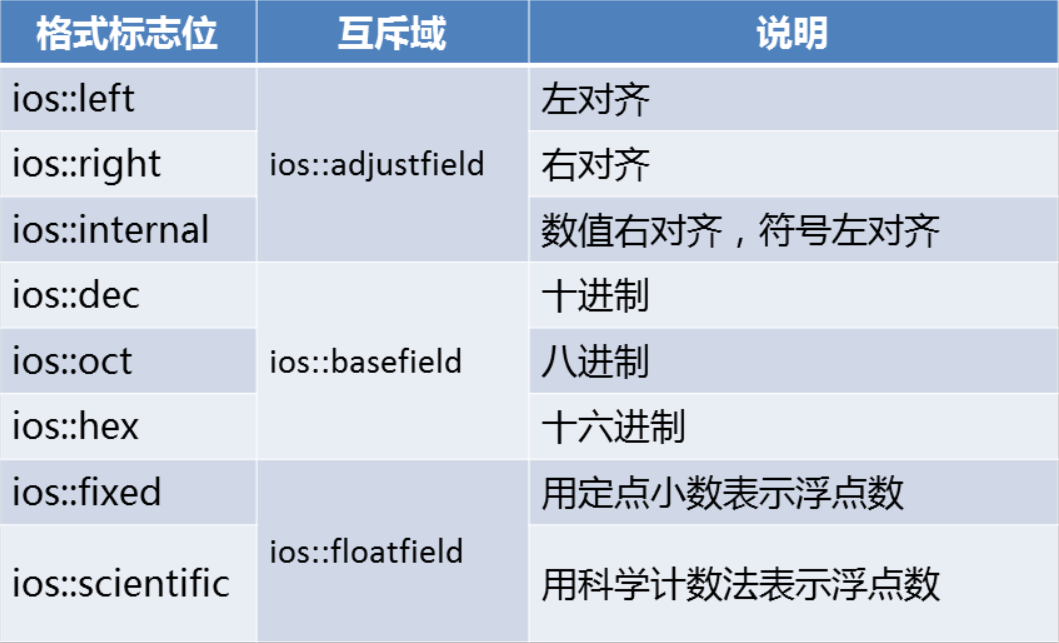 格式标志位 互斥域 说明
ios::left 左对齐
ios::right ios::adjustfield 右对齐
ios::internal 数值右对齐，符号左对齐
ios::dec 十进制
ios::oct ios::basefield 八进制
ios::hex 十六进制
ios::fixed 用定点小数表示浮点数
ios::floatfield
ios::scientific 用科学计数法表示浮点数